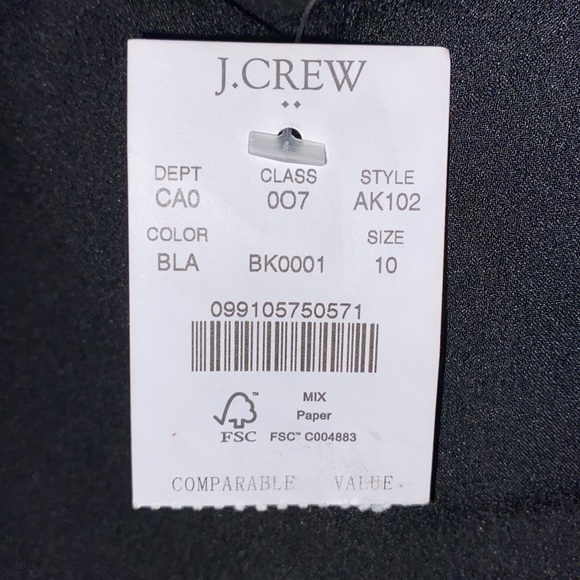 J.CREW
DEPT CLASS STYLE
CA0 0O7 AK102
COLOR SIZE
BLA BK0001 10
099105750571
MIX
Paper
FSC™ FSC™ C004883
COMPARABLE VALUE